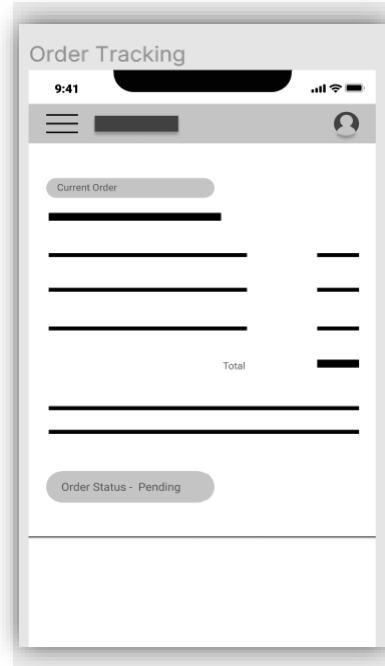 Order Tracking
9:41
Current Order
Total
Order Status - Pending